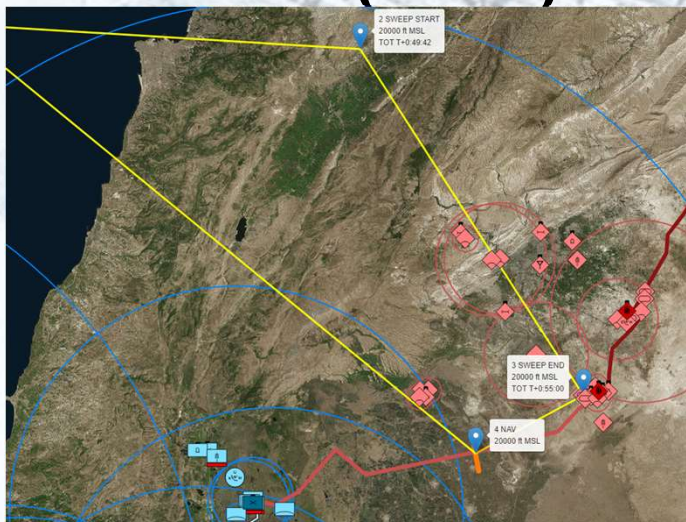 2 SWEEP START
20000 ft MSL
TOT T+0:49:42
3 SWEEP END
20000 ft MSL
TOT T+0:55:00
4 NAV
20000 ft MSL